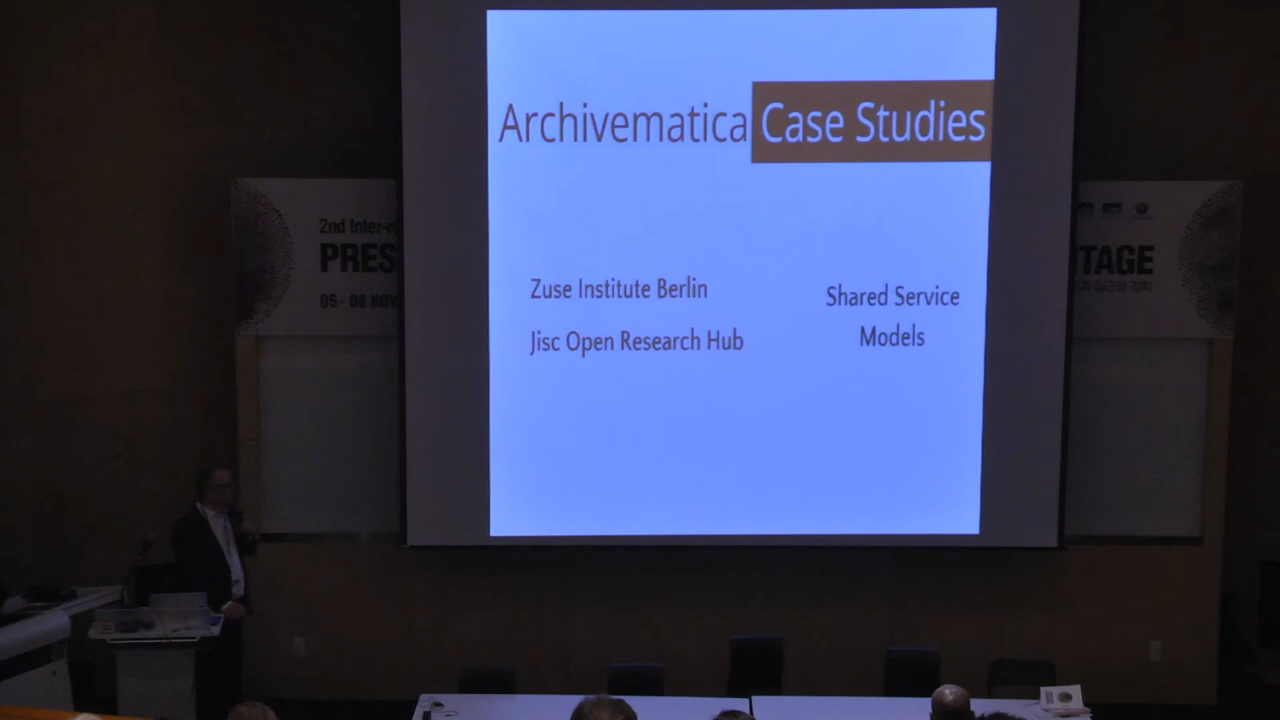 Archivematica Case Studies
Zuse Institute Berlin
Jisc Open Research Hub
Shared Service
Models
2nd Inter-r
PRES
05- 08 NOV
TAGE